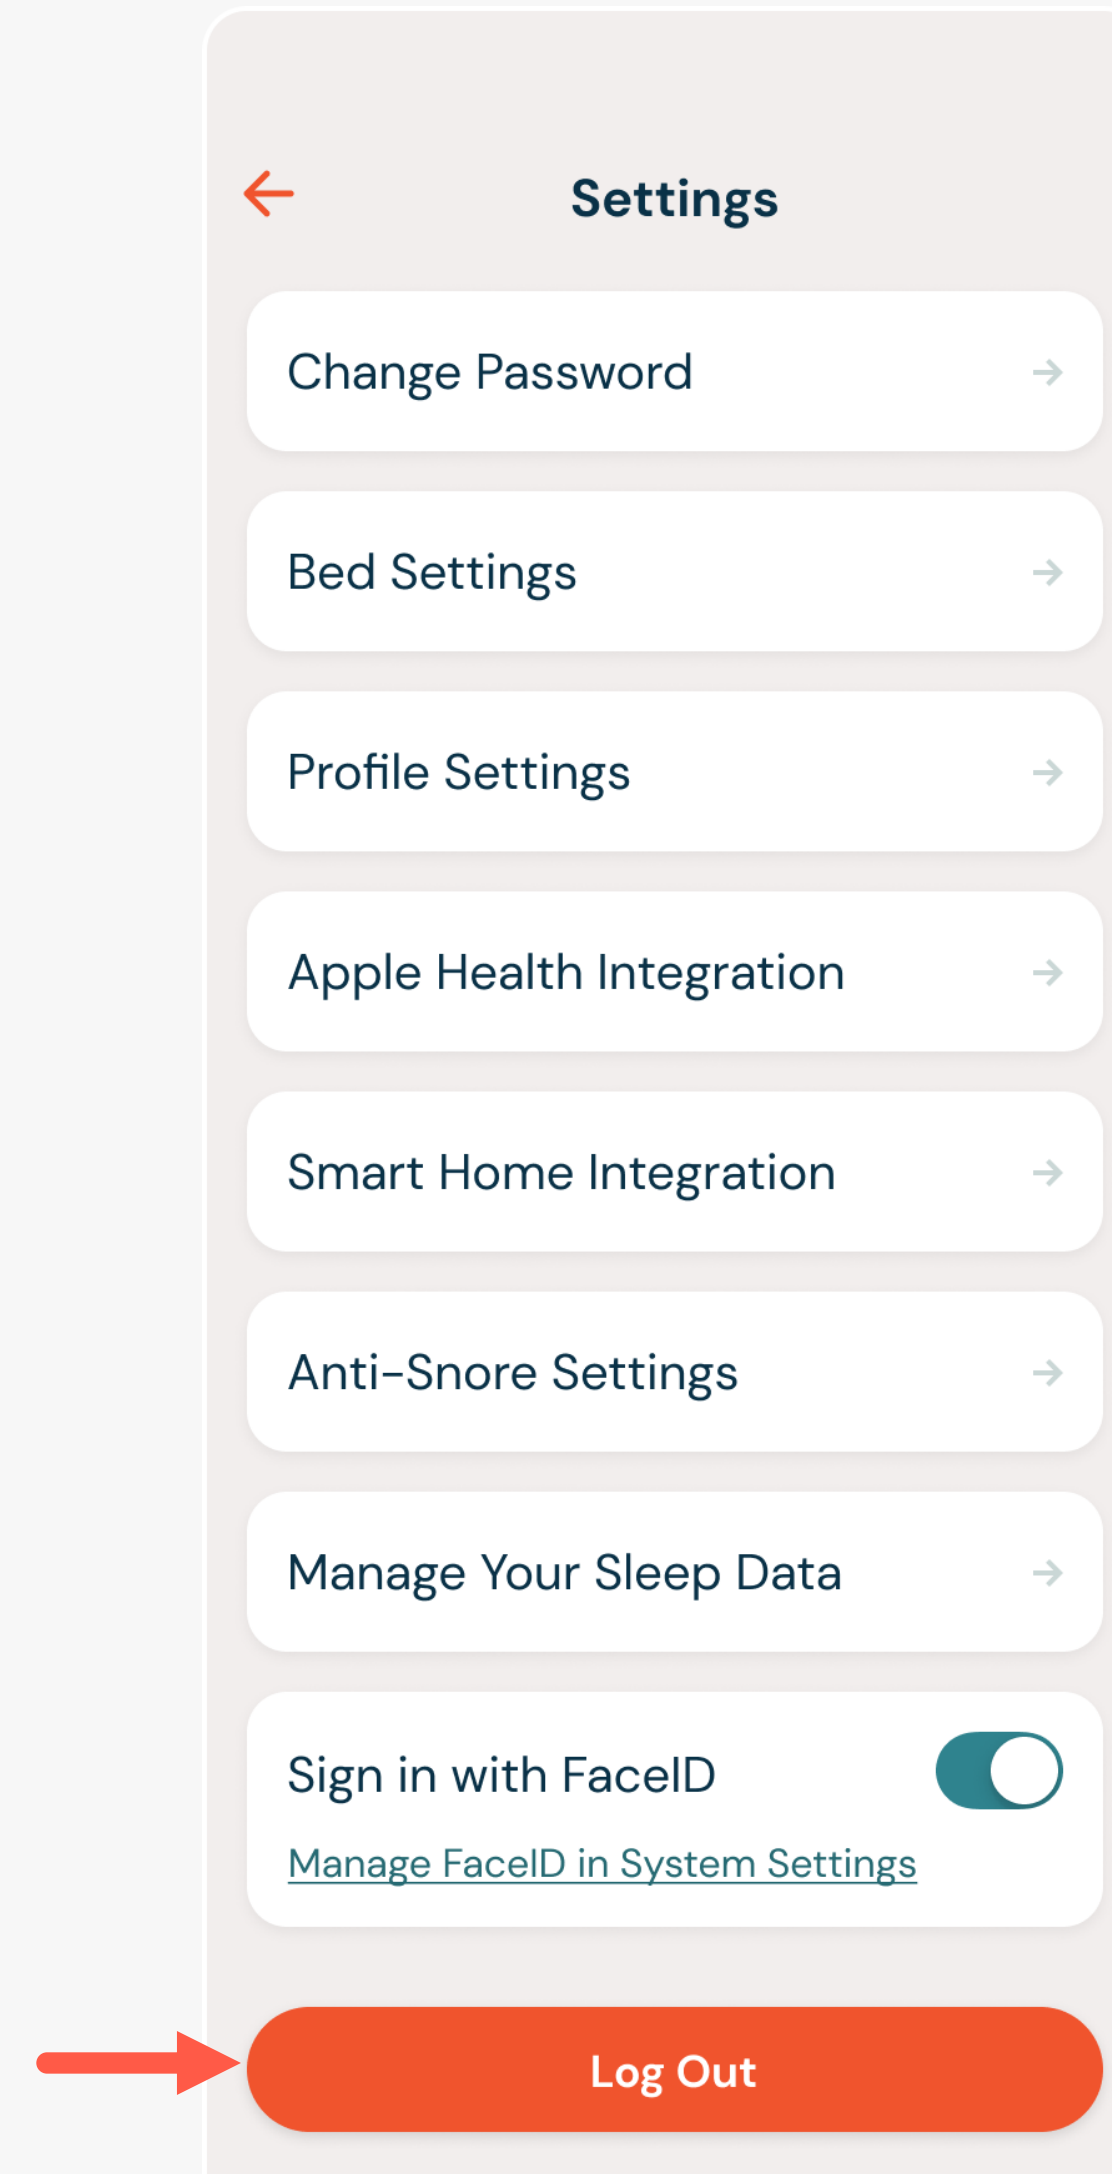 Settings
Change Password
Bed Settings
Profile Settings
Apple Health Integration
Smart Home Integration
Anti-Snore Settings
Manage Your Sleep Data
Sign in with FaceID
Manage FaceID in System Settings
Log Out